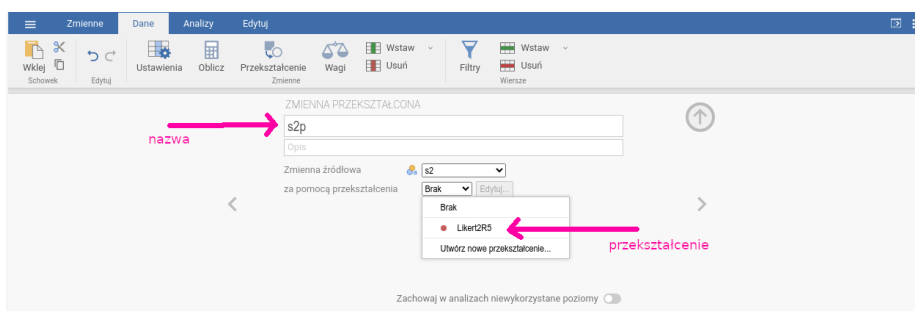 Zmienne Dane Analizy Edytuj
Wklej Ustawienia Oblicz Przekształcenie Wagi Wstaw Usuń Filtry Wstaw Usuń
Schowek Edytuj Zmienne Wiersze
ZMIENNA PRZEKSZTAŁCONA
s2p
nazwa
Opis
Zmienna źródłowa s2
za pomocą przekształcenia Brak Edytuj...
Brak
Likert2R5
przekształcenie
Utwórz nowe przekształcenie...
Zachowaj w analizach niewykorzystane poziomy